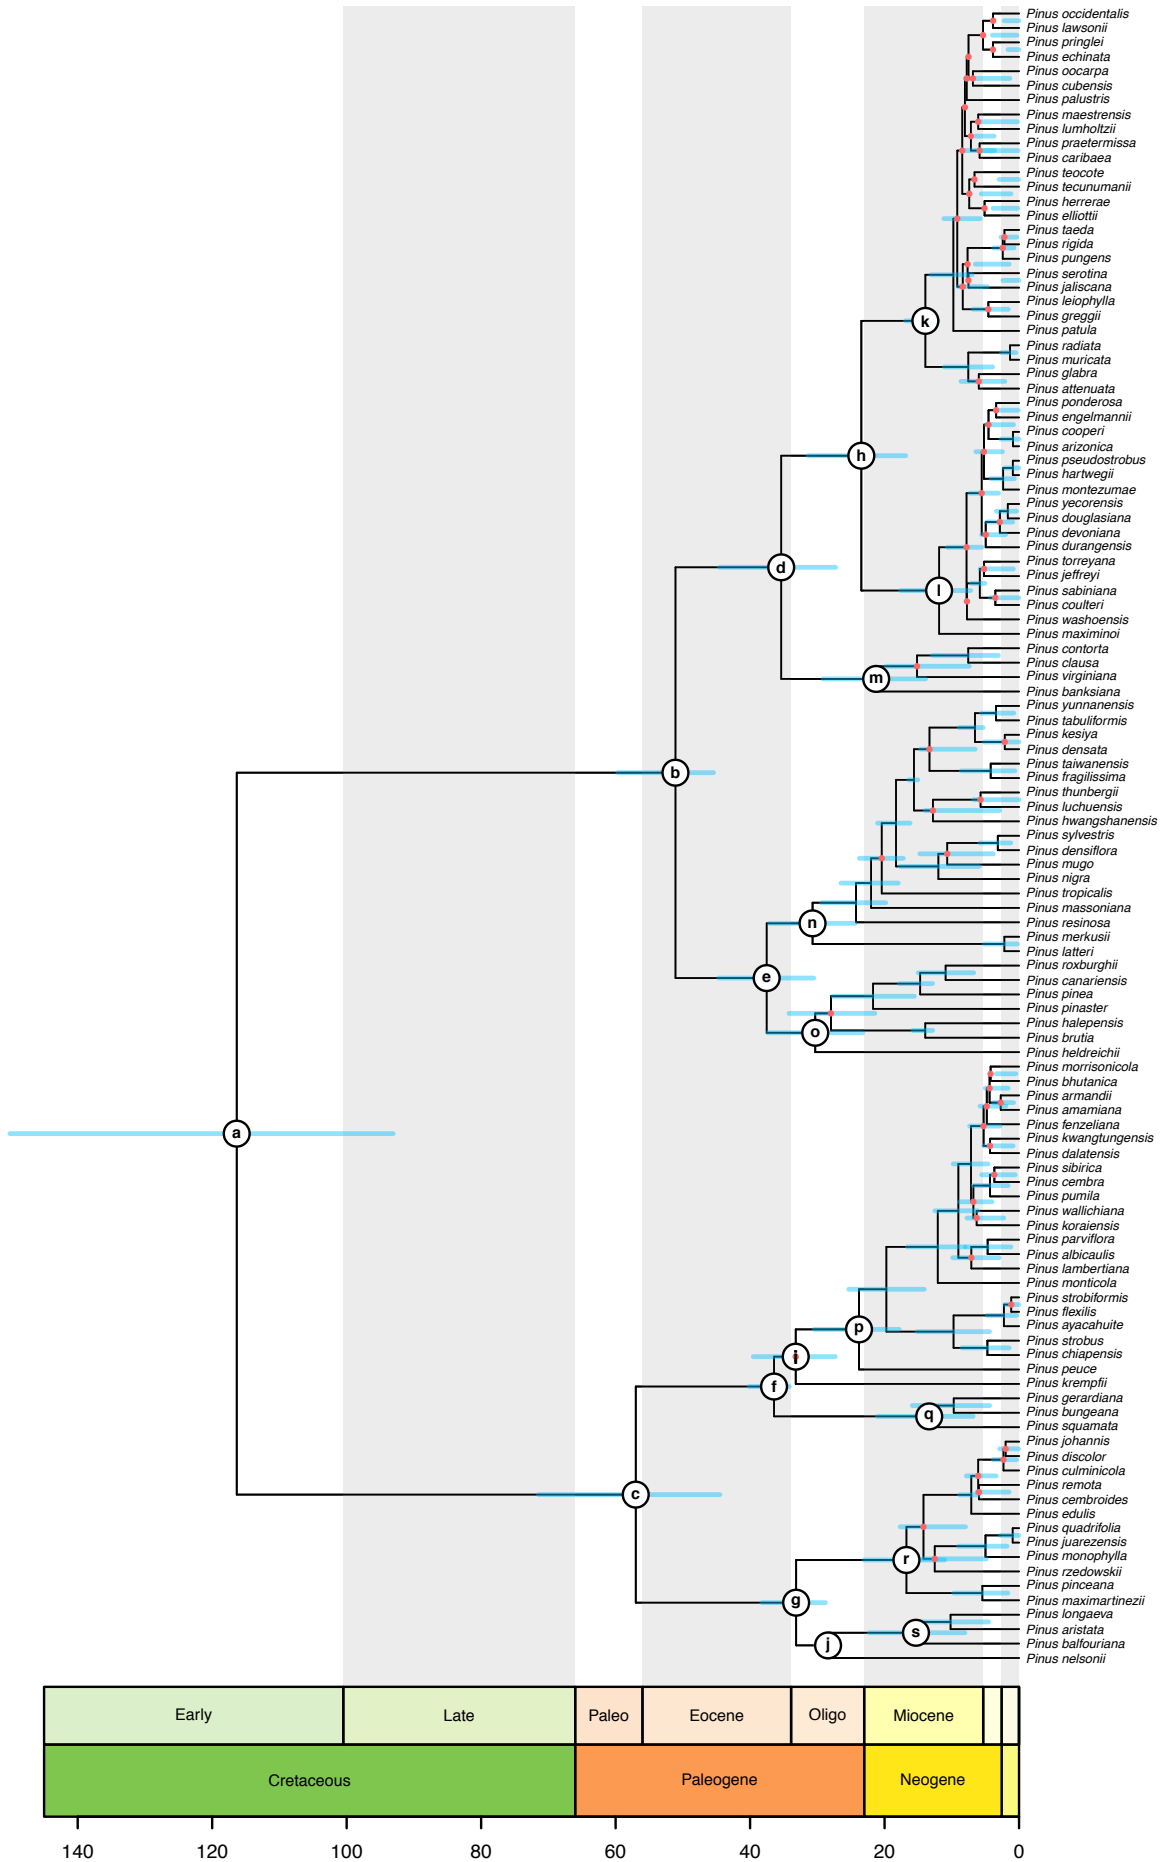 Pinus occidentalis
Pinus lawsonii
Pinus pringlei
Pinus echinata
Pinus oocarpa
Pinus cubensis
Pinus palustris
Pinus maestrensis
Pinus lumholtzii
Pinus praetermissa
Pinus caribaea
Pinus teocote
Pinus tecunumanii
Pinus herrerae
Pinus elliottii
Pinus taeda
Pinus rigida
Pinus pungens
Pinus serotina
Pinus jaliscana
Pinus leiophylla
Pinus greggii
k
Pinus patula
Pinus radiata
Pinus muricata
Pinus glabra
Pinus attenuata
Pinus ponderosa
Pinus engelmannii
Pinus cooperi
Pinus arizonica
h
Pinus pseudostrobus
Pinus hartwegii
Pinus montezumae
Pinus yecorensis
Pinus douglasiana
Pinus devoniana
Pinus durangensis
d
Pinus torreyana
Pinus jeffreyi
l
Pinus sabiniana
Pinus coulteri
Pinus washoensis
Pinus maximinoi
Pinus contorta
Pinus clausa
m
Pinus virginiana
Pinus banksiana
Pinus yunnanensis
Pinus tabuliformis
Pinus kesiya
Pinus densata
Pinus taiwanensis
b
Pinus fragilissima
Pinus thunbergii
Pinus luchuensis
Pinus hwangshanensis
Pinus sylvestris
Pinus densiflora
Pinus mugo
Pinus nigra
Pinus tropicalis
Pinus massoniana
n
Pinus resinosa
Pinus merkusii
Pinus latteri
Pinus roxburghii
e
Pinus canariensis
Pinus pinea
Pinus pinaster
Pinus halepensis
o
Pinus brutia
Pinus heldreichii
Pinus morrisonicola
Pinus bhutanica
Pinus armandii
Pinus amamiana
Pinus fenzeliana
a
Pinus kwangtungensis
Pinus dalatensis
Pinus sibirica
Pinus cembra
Pinus pumila
Pinus wallichiana
Pinus koraiensis
Pinus parviflora
Pinus albicaulis
Pinus lambertiana
Pinus monticola
Pinus strobiformis
Pinus flexilis
Pinus ayacahuite
p
Pinus strobus
Pinus chiapensis
i
Pinus peuce
Pinus krempfii
f
Pinus gerardiana
Pinus bungeana
q
Pinus squamata
Pinus johannis
Pinus discolor
Pinus culminicola
Pinus remota
c
Pinus cembroides
Pinus edulis
Pinus quadrifolia
Pinus juarezensis
r
Pinus monophylla
Pinus rzedowskii
Pinus pinceana
g
Pinus maximartinezii
Pinus longaeva
Pinus aristata
s
Pinus balfouriana
j
Pinus nelsonii
Early Late Paleo Eocene Oligo Miocene
Cretaceous Paleogene Neogene
140 120 100 80 60 40 20 0